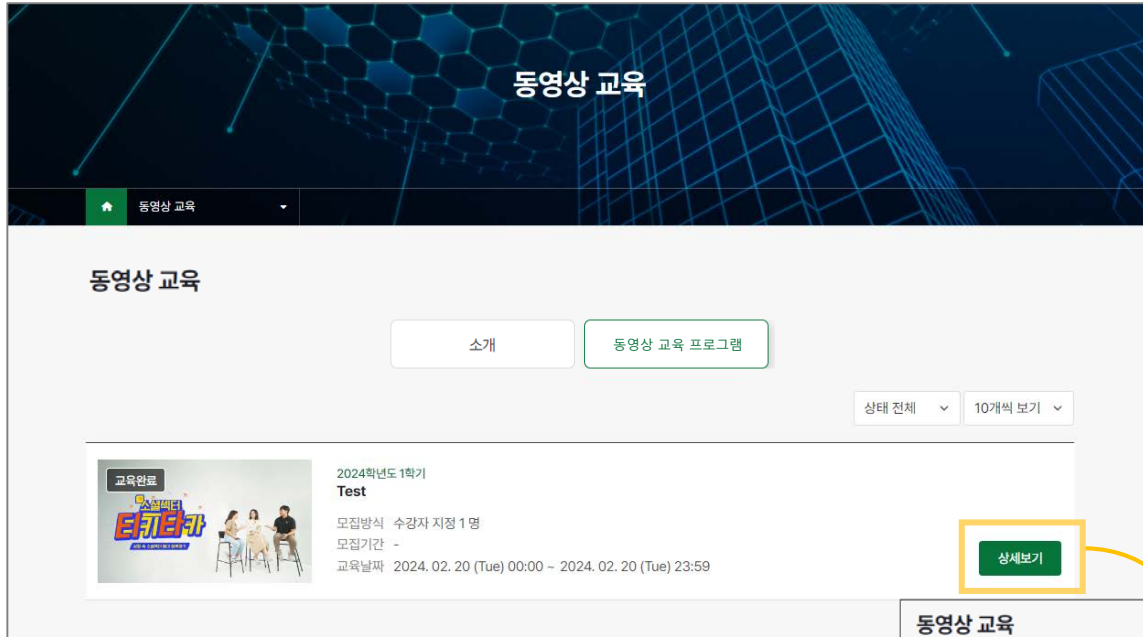 동영상 교육
동영상 교육
동영상 교육
소개
동영상 교육 프로그램
상태 전체
10개씩 보기
교육완료
소셜섹터
티키타카
2024학년도 1학기
Test
모집방식 수강자 지정 1 명
모집기간 -
교육날짜 2024. 02. 20 (Tue) 00:00 ~ 2024. 02. 20 (Tue) 23:59
상세보기
동영상 교육